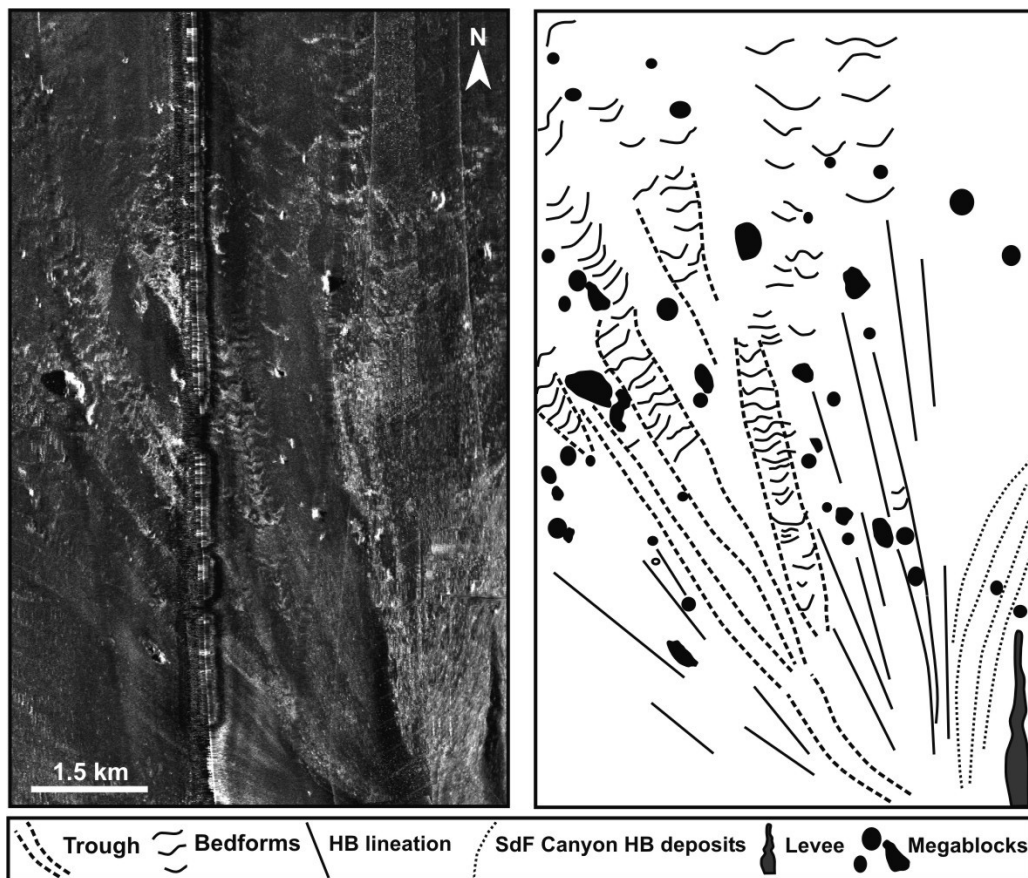 N
1.5 km
Trough Bedforms HB lineation SdF Canyon HB deposits Levee Megablocks